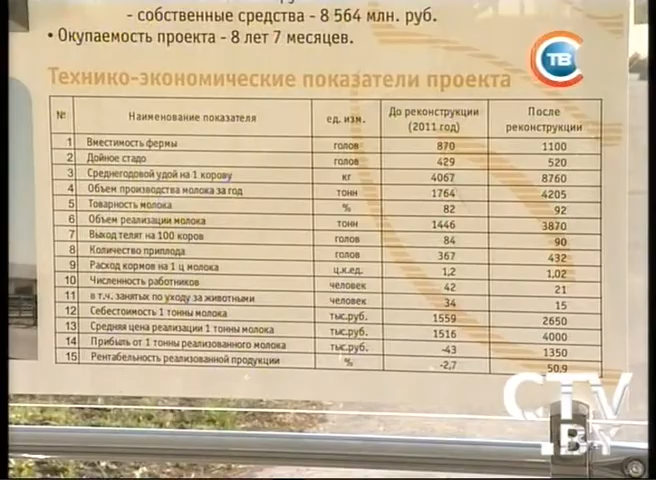 - собственные средства - 8 564 млн. руб.
• Окупаемость проекта - 8 лет 7 месяцев.
ТВ
Технико-экономические показатели проекта
№ Наименование показателя ед. изм. До реконструкции (2011 год) После реконструкции
1 Вместимость фермы голов 870 1100
2 Дойное стадо голов 429 520
3 Среднегодовой удой на 1 корову кг 4067 8760
4 Объем производства молока за год тонн 1764 4205
5 Товарность молока % 82 92
6 Объем реализации молока тонн 1446 3870
7 Выход телят на 100 коров голов 84 90
8 Количество приплода голов 367 432
9 Расход кормов на 1 ц молока ц.к.ед. 1,2 1,02
10 Численность работников человек 42 21
11 в т.ч. занятых по уходу за животными человек 34 15
12 Себестоимость 1 тонны молока тыс.руб. 1559 2650
13 Средняя цена реализации 1 тонны молока тыс.руб. 1516 4000
14 Прибыль от 1 тонны реализованного молока тыс.руб. -43 1350
15 Рентабельность реализованной продукции % -2,7 50,9
CTV
.BY